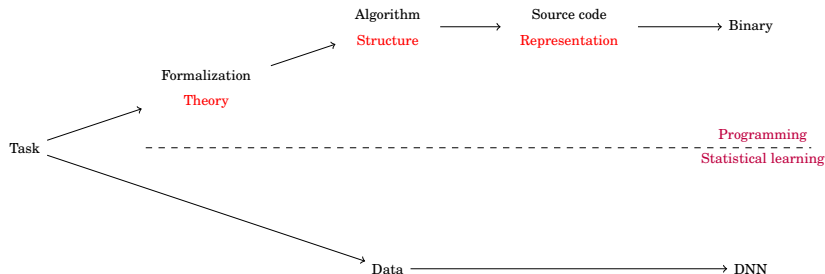 Algorithm
Structure
Source code
Representation
Binary
Formalization
Theory
Task
Programming
Statistical learning
Data
DNN